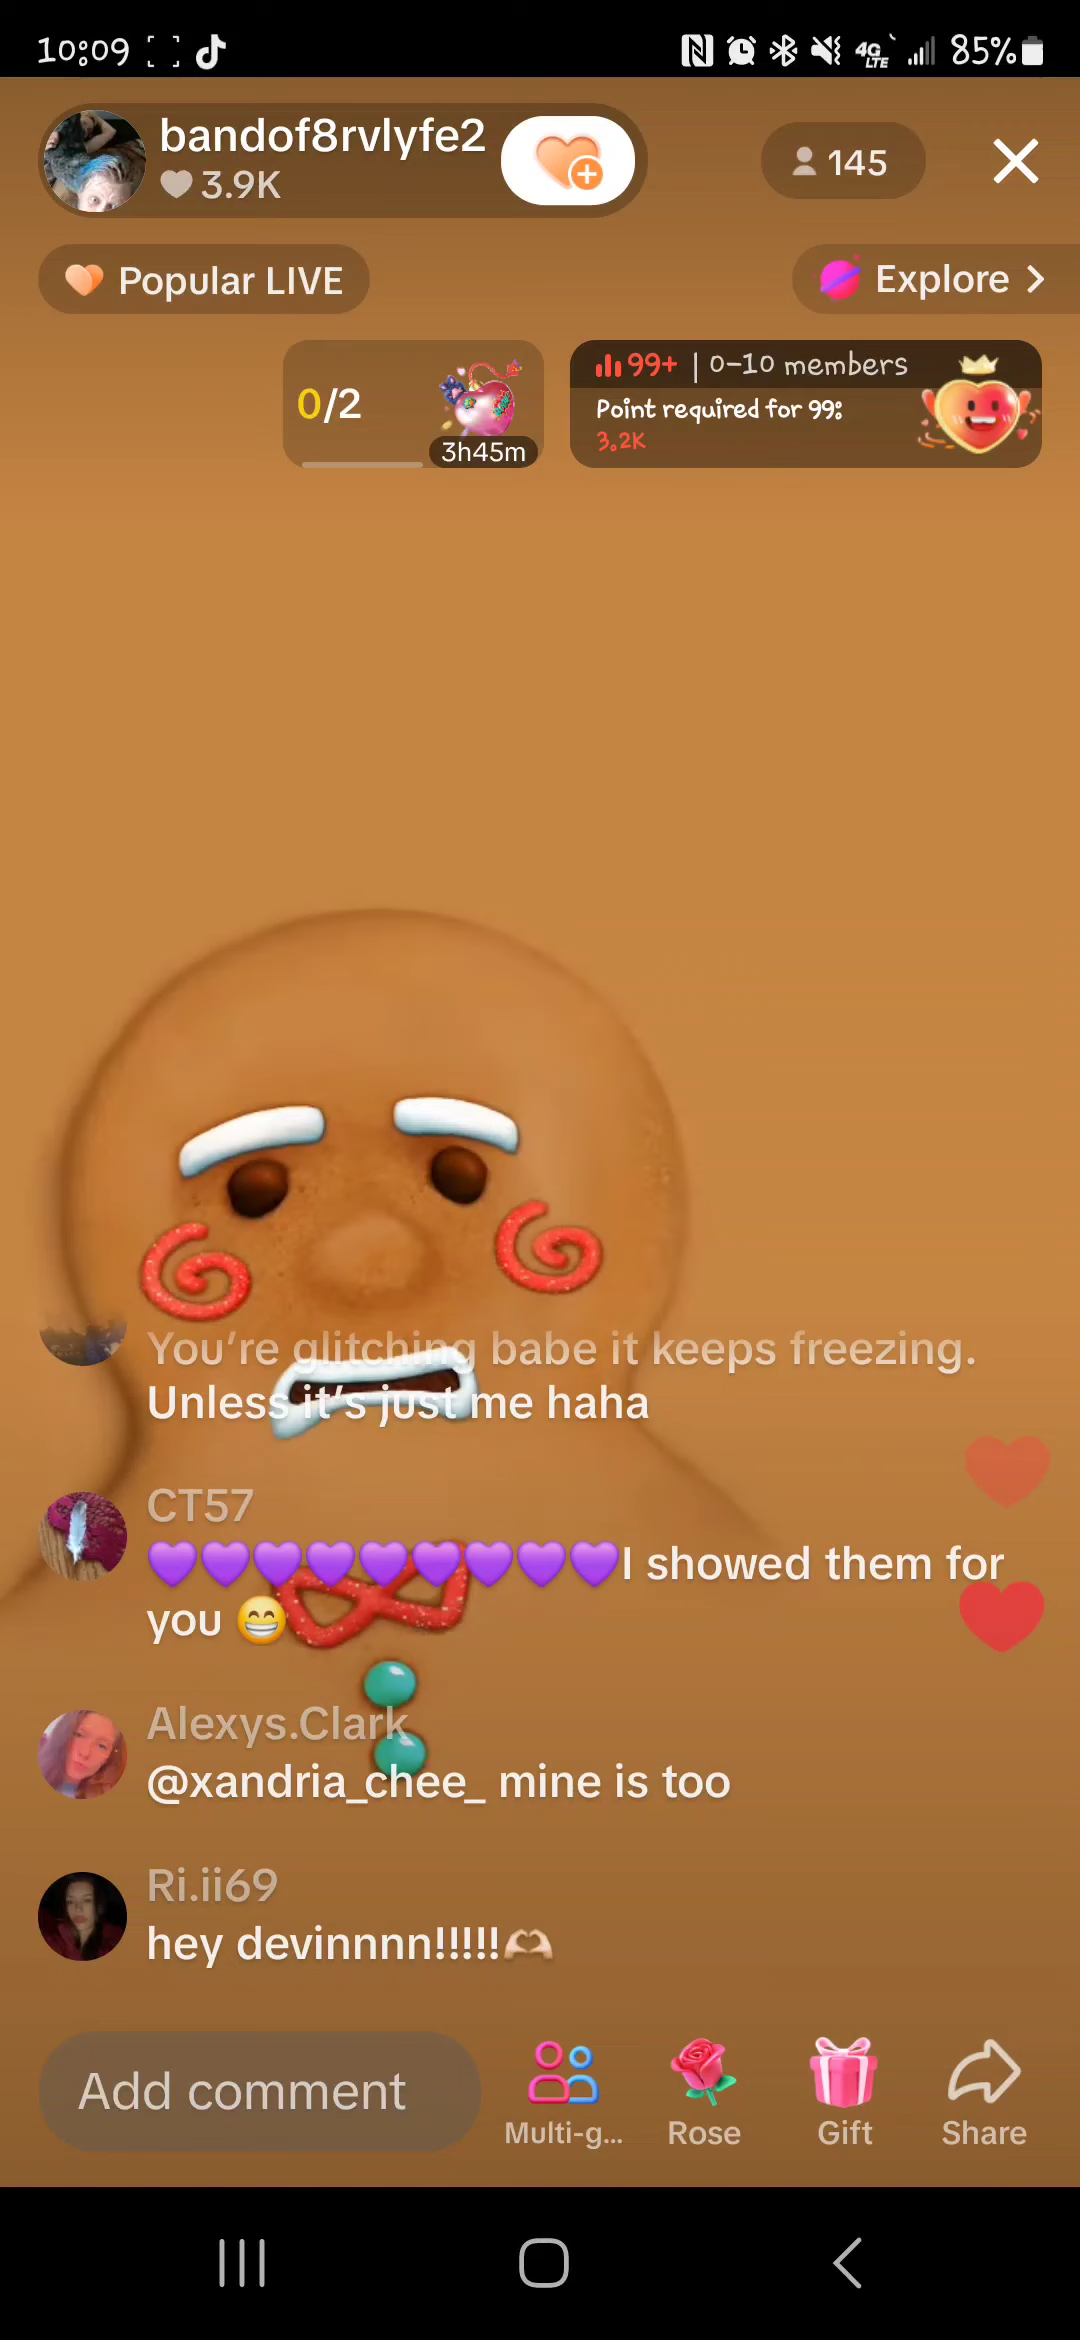 10:09
4G LTE
85%
bandof8rvlyfe2
3.9K
145
Popular LIVE
Explore >
0/2
3h45m
99+ | 0-10 members
Point required for 99:
3.2K
You're glitching babe it keeps freezing.
Unless it's just me haha
CT57
💜💜💜💜💜💜💜💜💜I showed them for
you 😁
Alexys.Clark
@xandria_chee_ mine is too
Ri.ii69
hey devinnnn!!!!!🫶🏻
Add comment
Multi-g...
Rose
Gift
Share